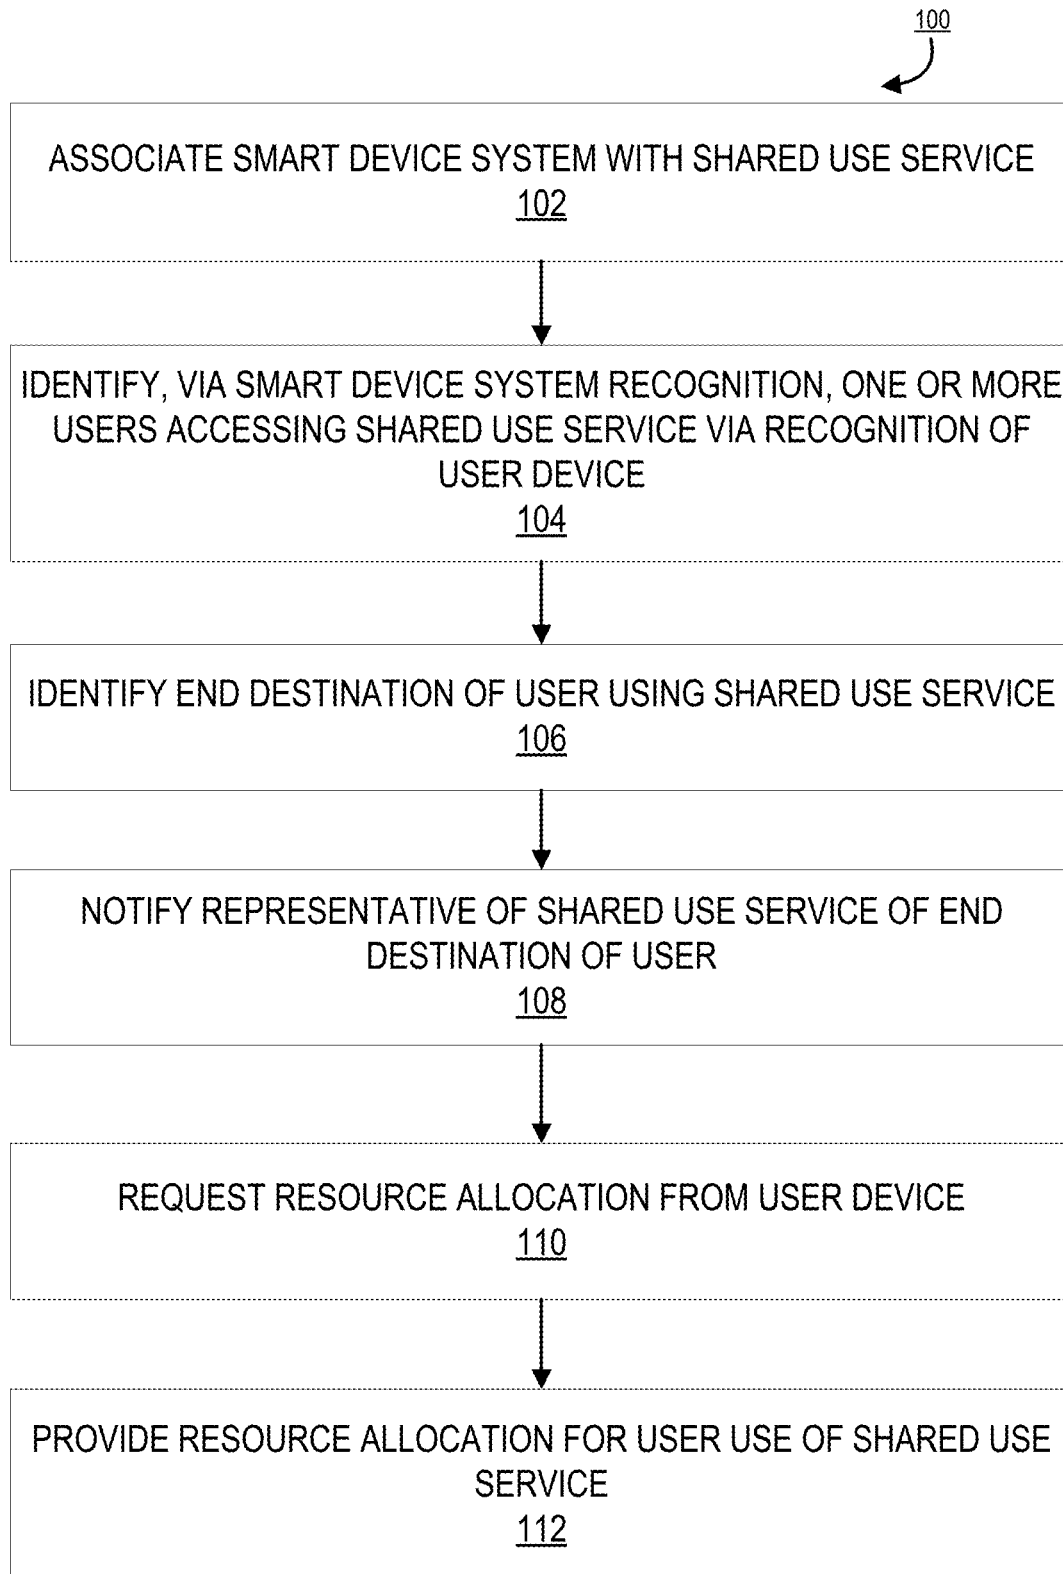 100
ASSOCIATE SMART DEVICE SYSTEM WITH SHARED USE SERVICE
102
IDENTIFY, VIA SMART DEVICE SYSTEM RECOGNITION, ONE OR MORE
USERS ACCESSING SHARED USE SERVICE VIA RECOGNITION OF
USER DEVICE
104
IDENTIFY END DESTINATION OF USER USING SHARED USE SERVICE
106
NOTIFY REPRESENTATIVE OF SHARED USE SERVICE OF END
DESTINATION OF USER
108
REQUEST RESOURCE ALLOCATION FROM USER DEVICE
110
PROVIDE RESOURCE ALLOCATION FOR USER USE OF SHARED USE
SERVICE
112